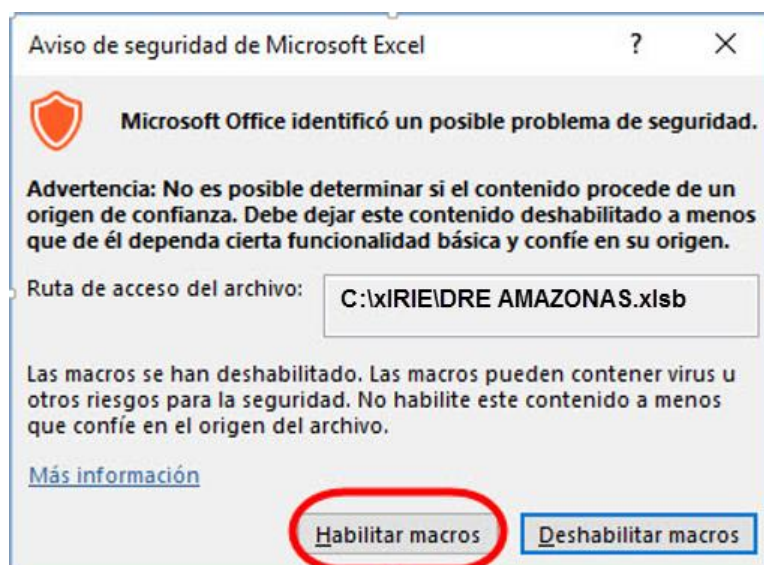 Aviso de seguridad de Microsoft Excel ?
Microsoft Office identificó un posible problema de seguridad.
Advertencia: No es posible determinar si el contenido procede de un
origen de confianza. Debe dejar este contenido deshabilitado a menos
que de él dependa cierta funcionalidad básica y confíe en su origen.
Ruta de acceso del archivo: C:\xIRIE\DRE AMAZONAS.xlsb
Las macros se han deshabilitado. Las macros pueden contener virus u
otros riesgos para la seguridad. No habilite este contenido a menos
que confíe en el origen del archivo.
Más información
Habilitar macros Deshabilitar macros